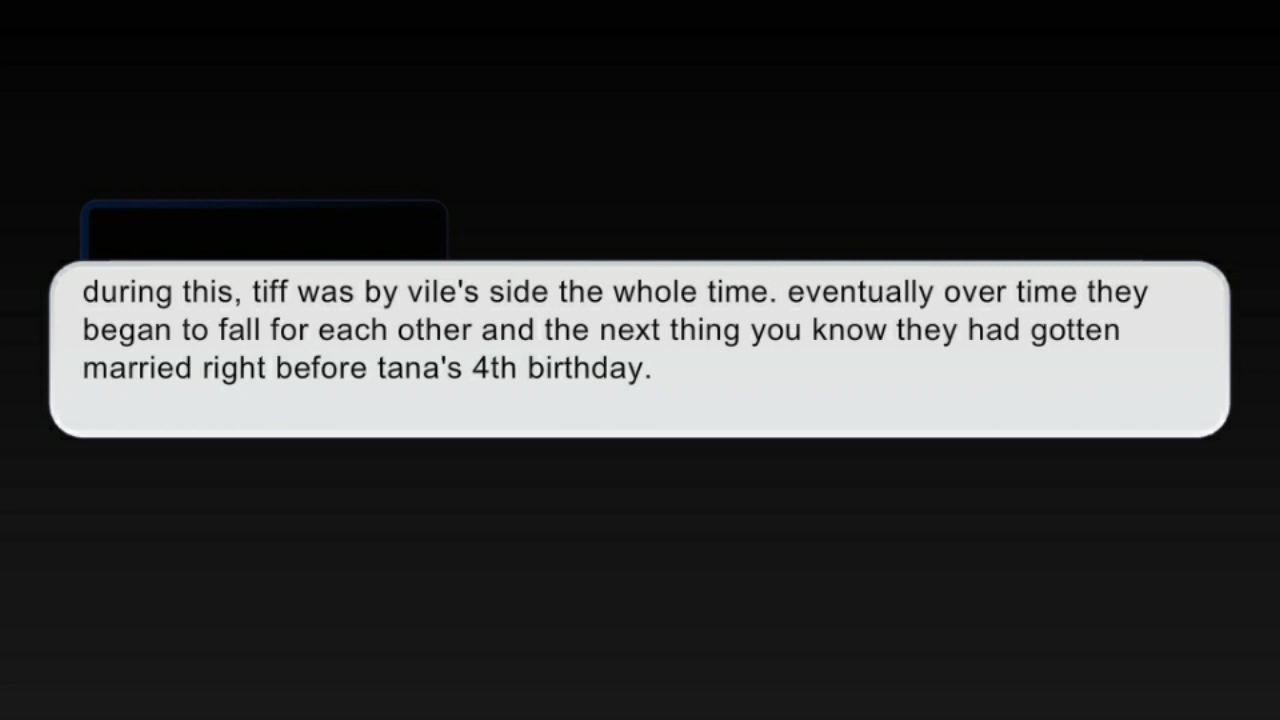 during this, tiff was by vile's side the whole time. eventually over time they
began to fall for each other and the next thing you know they had gotten
married right before tana's 4th birthday.